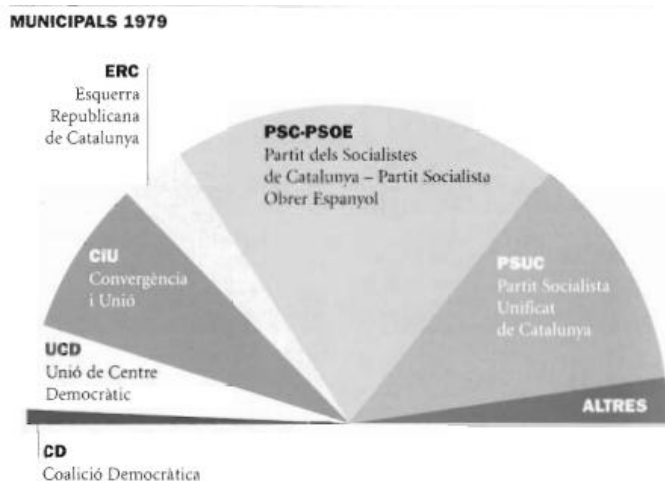 MUNICIPALS 1979
ERC
Esquerra
Republicana
de Catalunya
PSC-PSOE
Partit dels Socialistes
de Catalunya – Partit Socialista
Obrer Espanyol
CiU
Convergència
i Unió
PSUC
Partit Socialista
Unificat
de Catalunya
UCD
Unió de Centre
Democràtic
ALTRES
CD
Coalició Democràtica